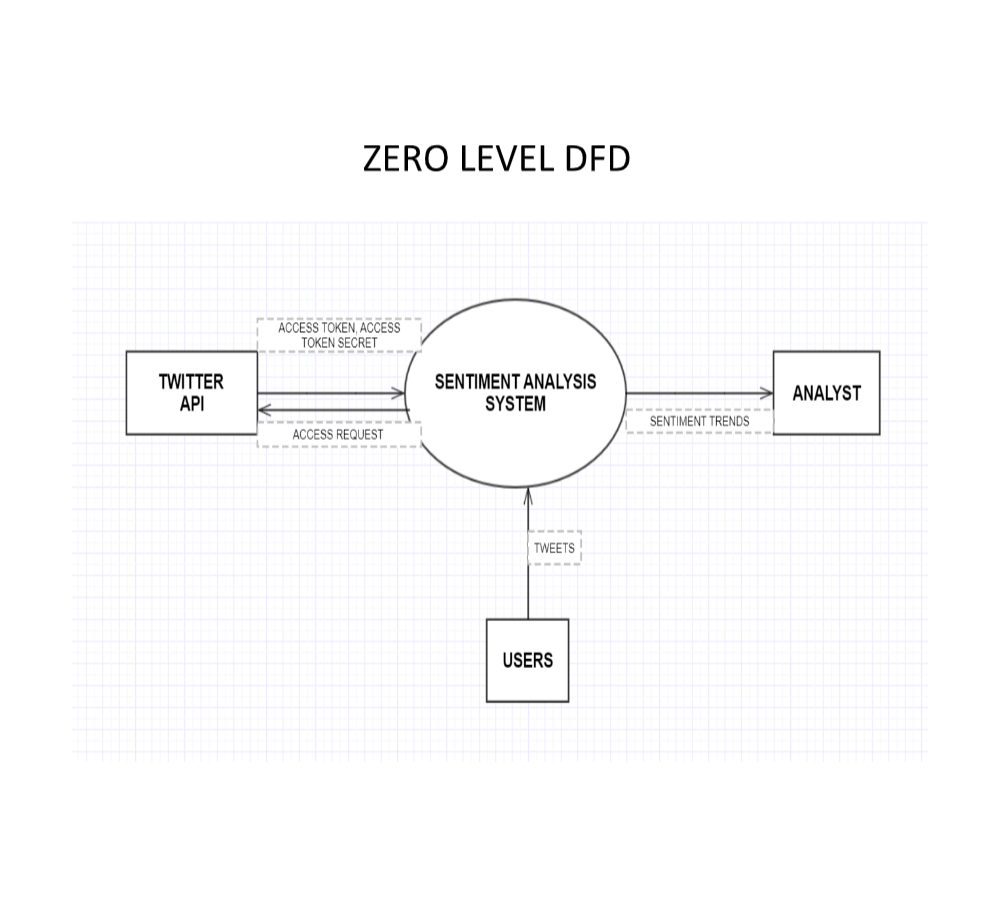 ZERO LEVEL DFD
ACCESS TOKEN, ACCESS
TOKEN SECRET
TWITTER
API
SENTIMENT ANALYSIS
SYSTEM
ANALYST
ACCESS REQUEST
SENTIMENT TRENDS
TWEETS
USERS